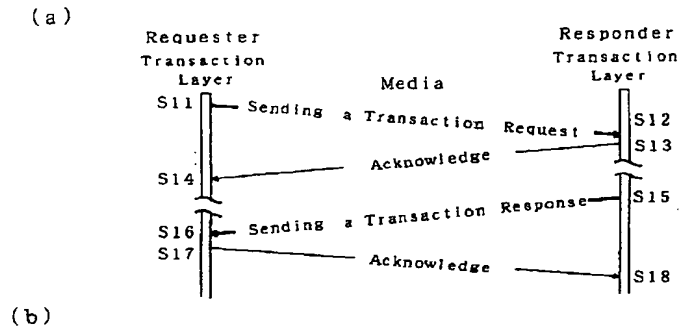 (a)
Requester
Transaction
Layer
Responder
Transaction
Layer
Media
S11
Sending a Transaction Request
S12
S13
Acknowledge
S14
S15
Sending a Transaction Response
S16
S17
Acknowledge
S18
(b)